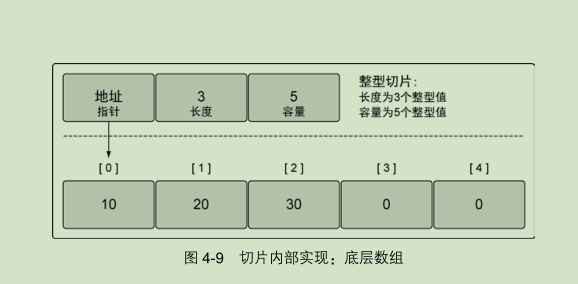 地址 3 5 整型切片：
指针 长度 容量 长度为3个整型值
容量为5个整型值
[ 0 ] [ 1 ] [ 2 ] [ 3 ] [ 4 ]
10 20 30 0 0
图 4-9 切片内部实现：底层数组